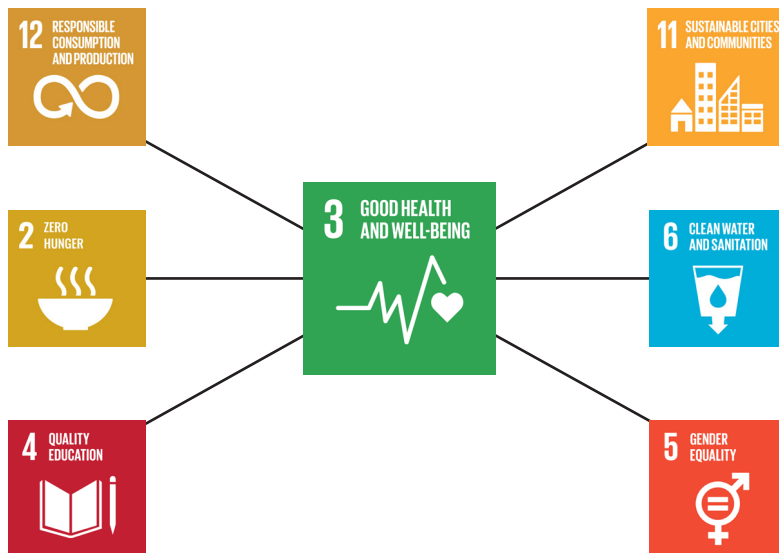 12 RESPONSIBLE
CONSUMPTION
AND PRODUCTION
11 SUSTAINABLE CITIES
AND COMMUNITIES
3 GOOD HEALTH
AND WELL-BEING
2 ZERO
HUNGER
6 CLEAN WATER
AND SANITATION
4 QUALITY
EDUCATION
5 GENDER
EQUALITY